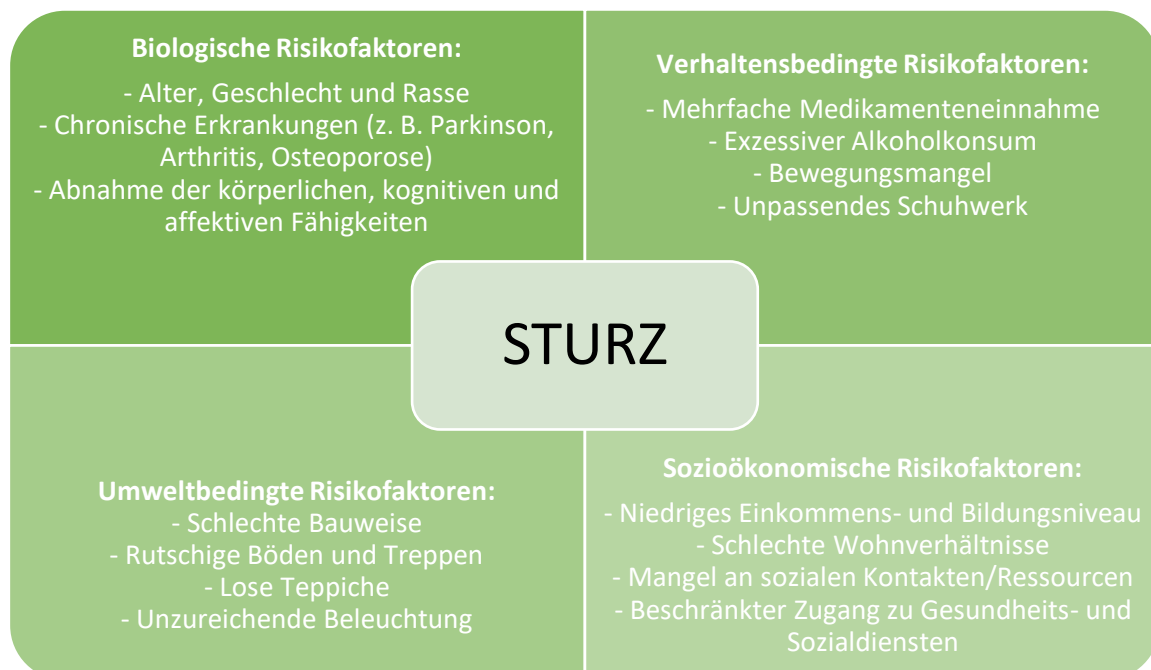 Biologische Risikofaktoren:
- Alter, Geschlecht und Rasse
- Chronische Erkrankungen (z. B. Parkinson,
Arthritis, Osteoporose)
- Abnahme der körperlichen, kognitiven und
affektiven Fähigkeiten
Verhaltensbedingte Risikofaktoren:
- Mehrfache Medikamenteneinnahme
- Exzessiver Alkoholkonsum
- Bewegungsmangel
- Unpassendes Schuhwerk
STURZ
Umweltbedingte Risikofaktoren:
- Schlechte Bauweise
- Rutschige Böden und Treppen
- Lose Teppiche
- Unzureichende Beleuchtung
Sozioökonomische Risikofaktoren:
- Niedriges Einkommens- und Bildungsniveau
- Schlechte Wohnverhältnisse
- Mangel an sozialen Kontakten/Ressourcen
- Beschränkter Zugang zu Gesundheits- und
Sozialdiensten